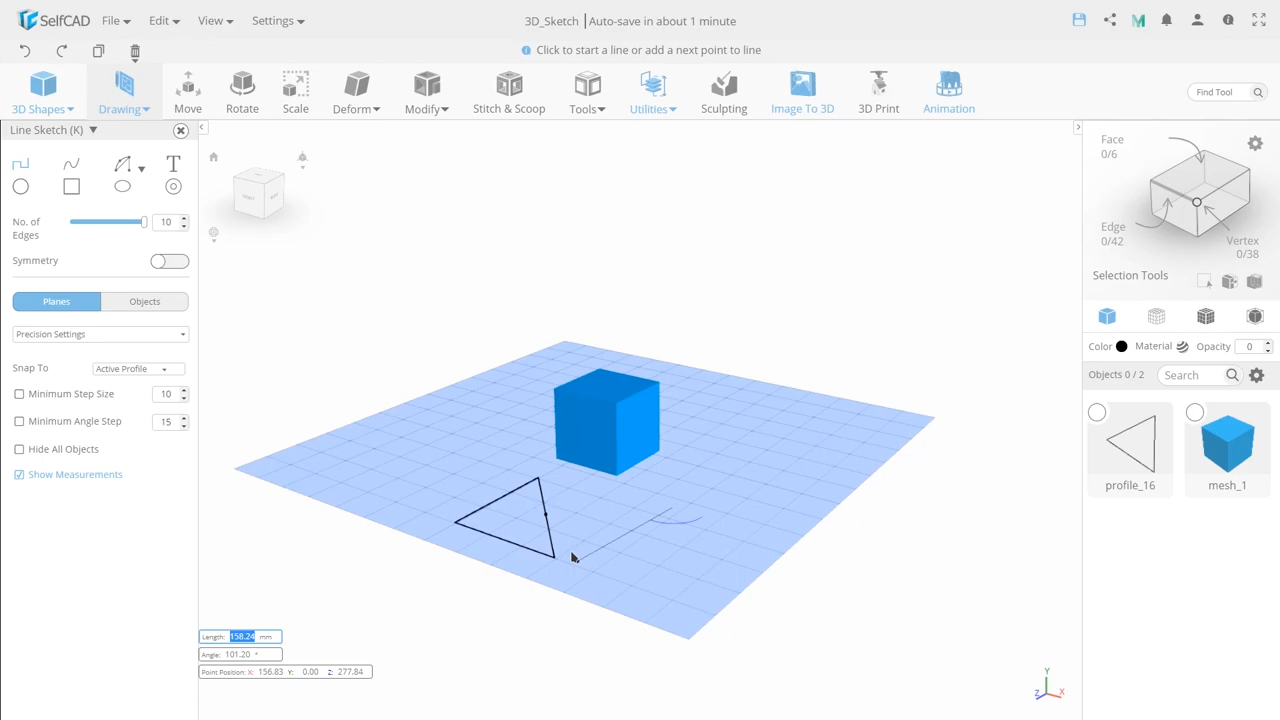 SelfCAD File Edit View Settings 3D_Sketch | Auto-save in about 1 minute
Click to start a line or add a next point to line
3D Shapes Drawing Move Rotate Scale Deform Modify Stitch & Scoop Tools Utilities Sculpting Image To 3D 3D Print Animation Find Tool
Line Sketch (K)
T
No. of Edges 10
Symmetry
Planes Objects
Precision Settings
Snap To Active Profile
Minimum Step Size 10
Minimum Angle Step 15
Hide All Objects
Show Measurements
Length: 158.24 mm
Angle: 101.20 °
Point Position: X: 156.83 Y: 0.00 Z: 277.84
Y
Z X
Face
0/6
Edge
0/42
Vertex
0/38
Selection Tools
Color Material Opacity 0
Objects 0 / 2 Search
profile_16 mesh_1